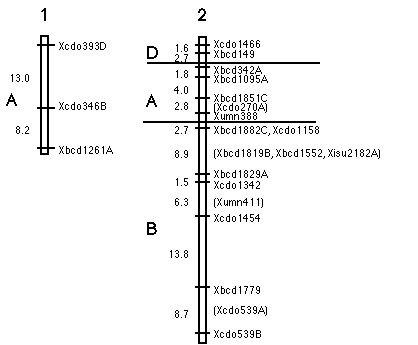 1
Xcdo393D
13.0
A
Xcdo346B
8.2
Xbcd1261A
2
D
1.6
Xcdo1466
Xbcd149
2.7
Xbcd342A
1.8
Xbcd1095A
4.0
A
Xbcd1851C
2.8
(Xcdo270A)
Xumn388
2.7
Xbcd1882C, Xcdo1158
8.9
(Xbcd1819B, Xbcd1552, Xisu2182A)
Xbcd1829A
1.5
Xcdo1342
6.3
(Xumn411)
Xcdo1454
B
13.8
Xbcd1779
8.7
(Xcdo539A)
Xcdo539B